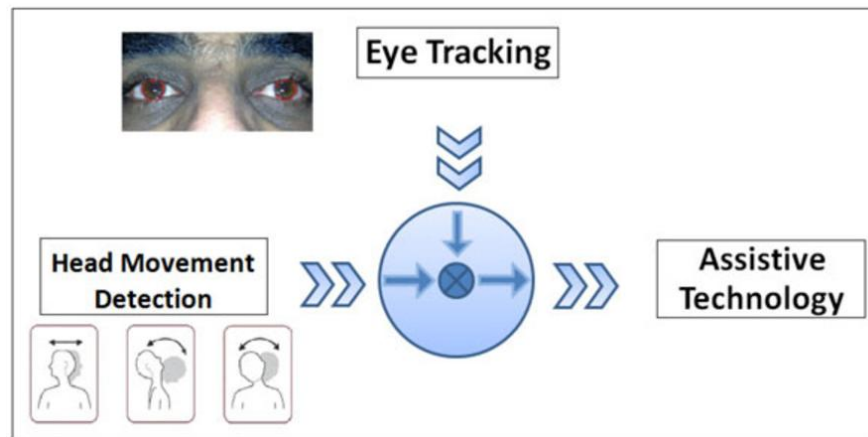 Eye Tracking
Head Movement
Detection
Assistive
Technology